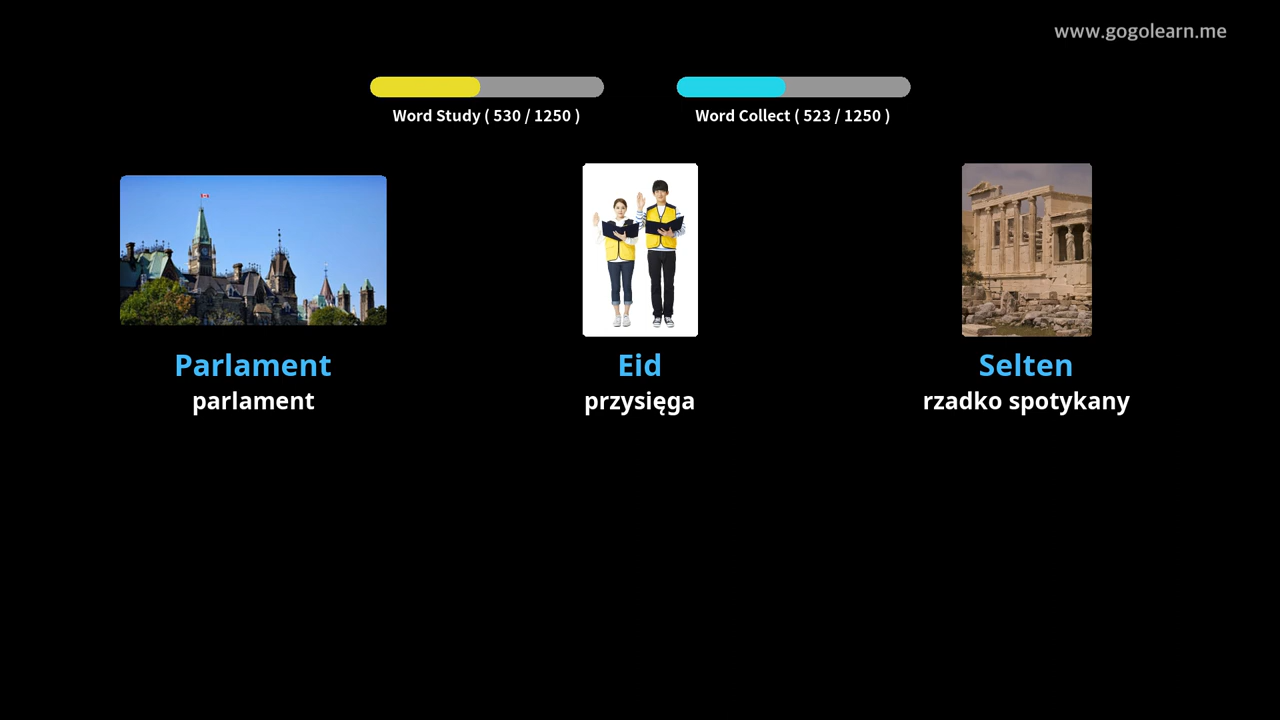 www.gogolearn.me
Word Study ( 530 / 1250 )
Word Collect ( 523 / 1250 )
Parlament
parlament
Eid
przysięga
Selten
rzadko spotykany